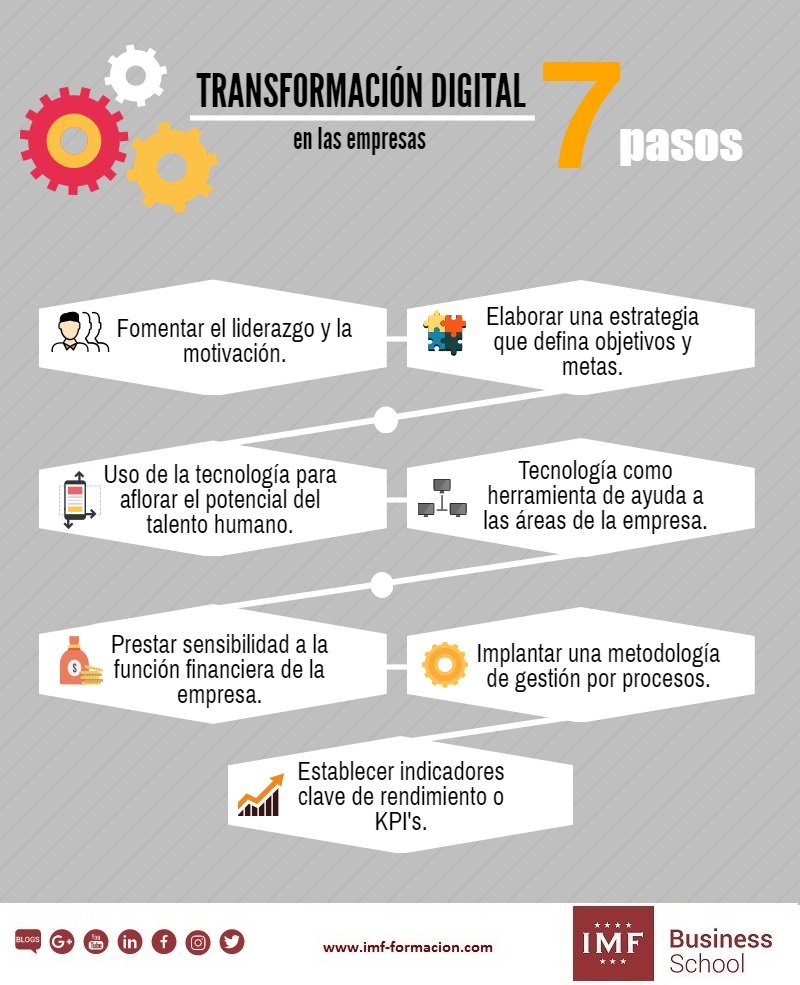 TRANSFORMACIÓN DIGITAL
en las empresas
7
pasos
Fomentar el liderazgo y la
motivación.
Elaborar una estrategia
que defina objetivos y
metas.
Uso de la tecnología para
aflorar el potencial del
talento humano.
Tecnología como
herramienta de ayuda a
las áreas de la empresa.
Prestar sensibilidad a la
función financiera de la
empresa.
$
Implantar una metodología
de gestión por procesos.
Establecer indicadores
clave de rendimiento o
KPI's.
BLOGS
G+
You
Tube
in
f
www.imf-formacion.com
IMF
Business
School